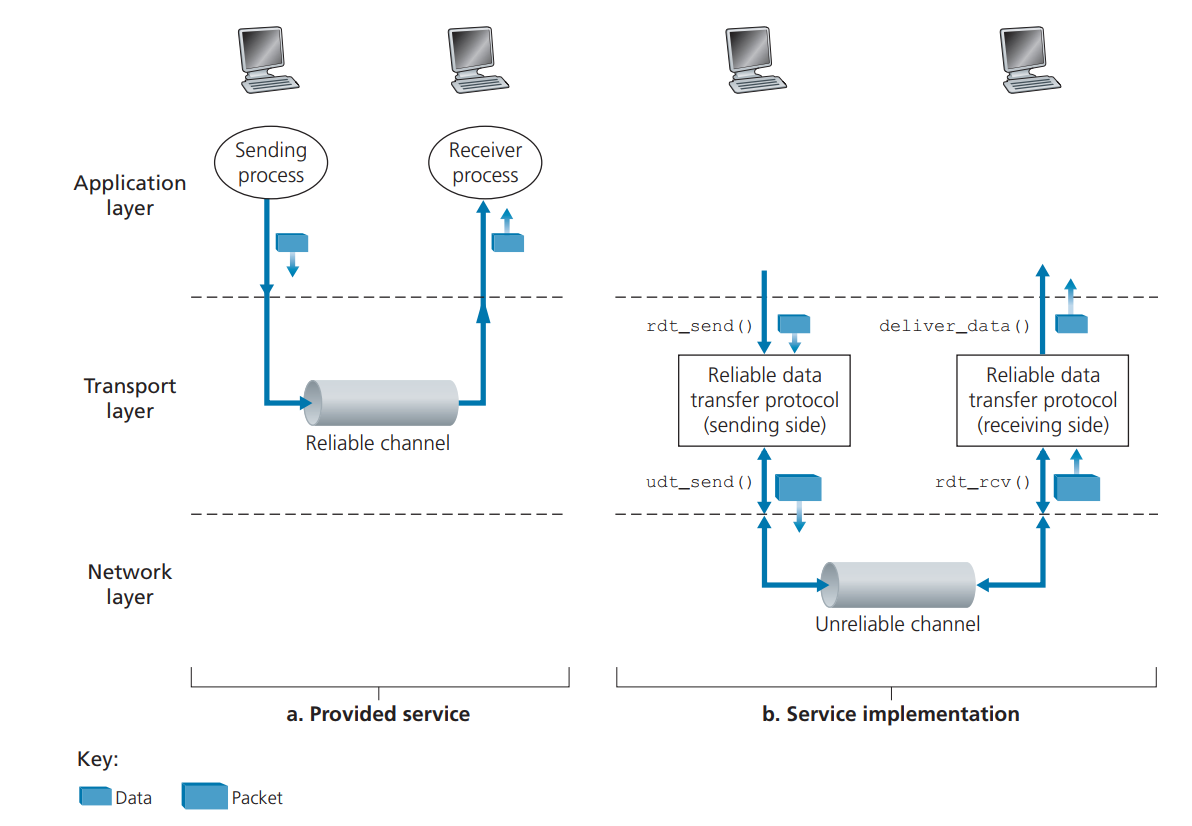 Sending
process
Receiver
process
Application
layer
rdt_send()
deliver_data()
Transport
layer
Reliable channel
Reliable data
transfer protocol
(sending side)
Reliable data
transfer protocol
(receiving side)
udt_send()
rdt_rcv()
Network
layer
Unreliable channel
a. Provided service
b. Service implementation
Key:
Data
Packet